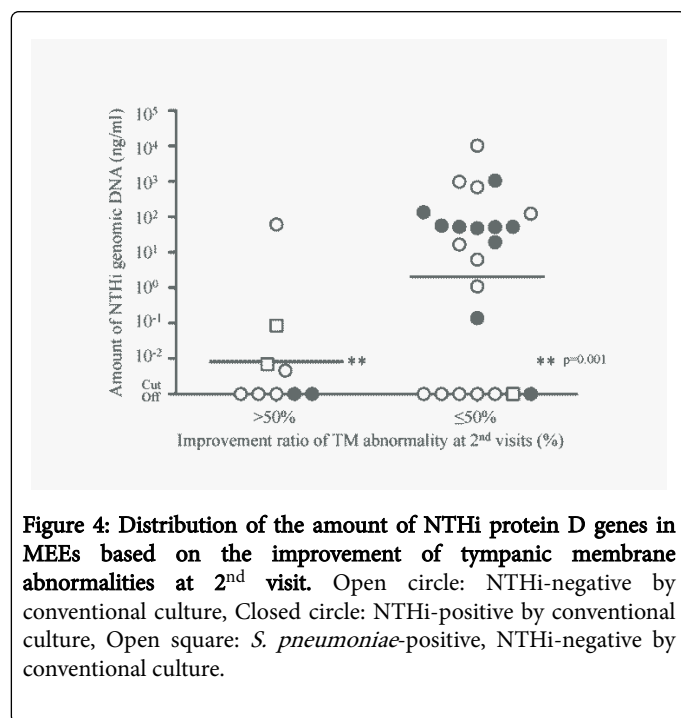 Amount of NTHi genomic DNA (ng/ml)
10⁵
10⁴
10³
10²
10¹
10⁰
10⁻¹
10⁻²
Cut
Off
**
** p=0.001
>50%
≤50%
Improvement ratio of TM abnormality at 2ⁿᵈ visits (%)
Figure 4: Distribution of the amount of NTHi protein D genes in
MEEs based on the improvement of tympanic membrane
abnormalities at 2ⁿᵈ visit. Open circle: NTHi-negative by
conventional culture, Closed circle: NTHi-positive by conventional
culture, Open square: S. pneumoniae-positive, NTHi-negative by
conventional culture.